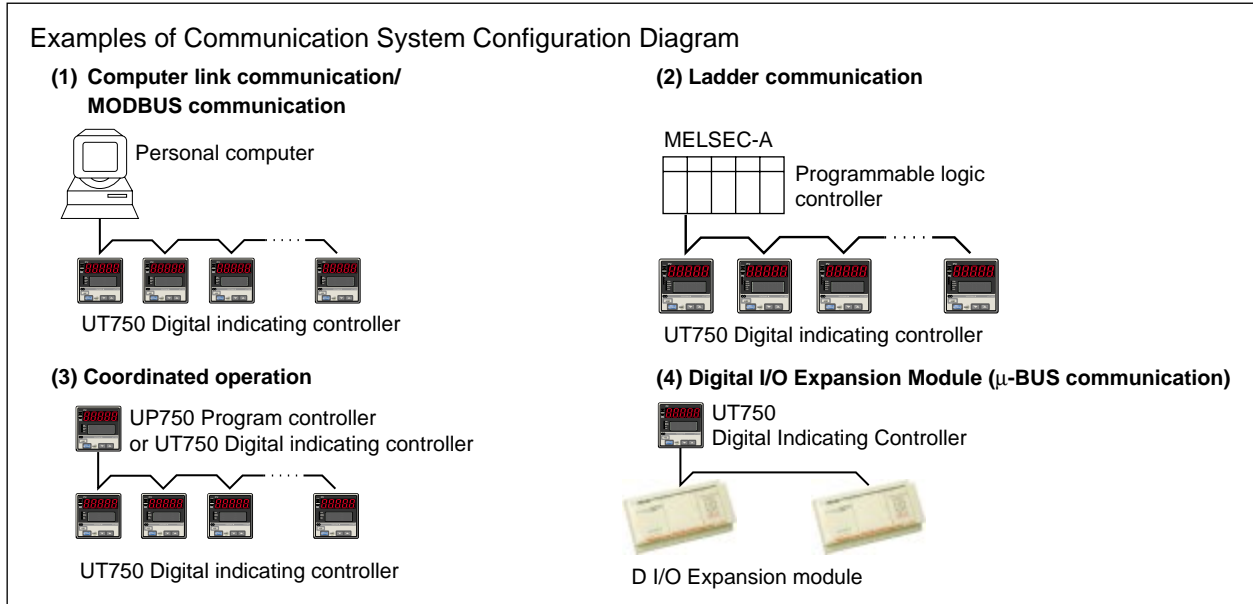 Examples of Communication System Configuration Diagram
(1) Computer link communication/
MODBUS communication
Personal computer
UT750 Digital indicating controller
(2) Ladder communication
MELSEC-A
Programmable logic
controller
UT750 Digital indicating controller
(3) Coordinated operation
UP750 Program controller
or UT750 Digital indicating controller
UT750 Digital indicating controller
(4) Digital I/O Expansion Module (μ-BUS communication)
UT750
Digital Indicating Controller
D I/O Expansion module